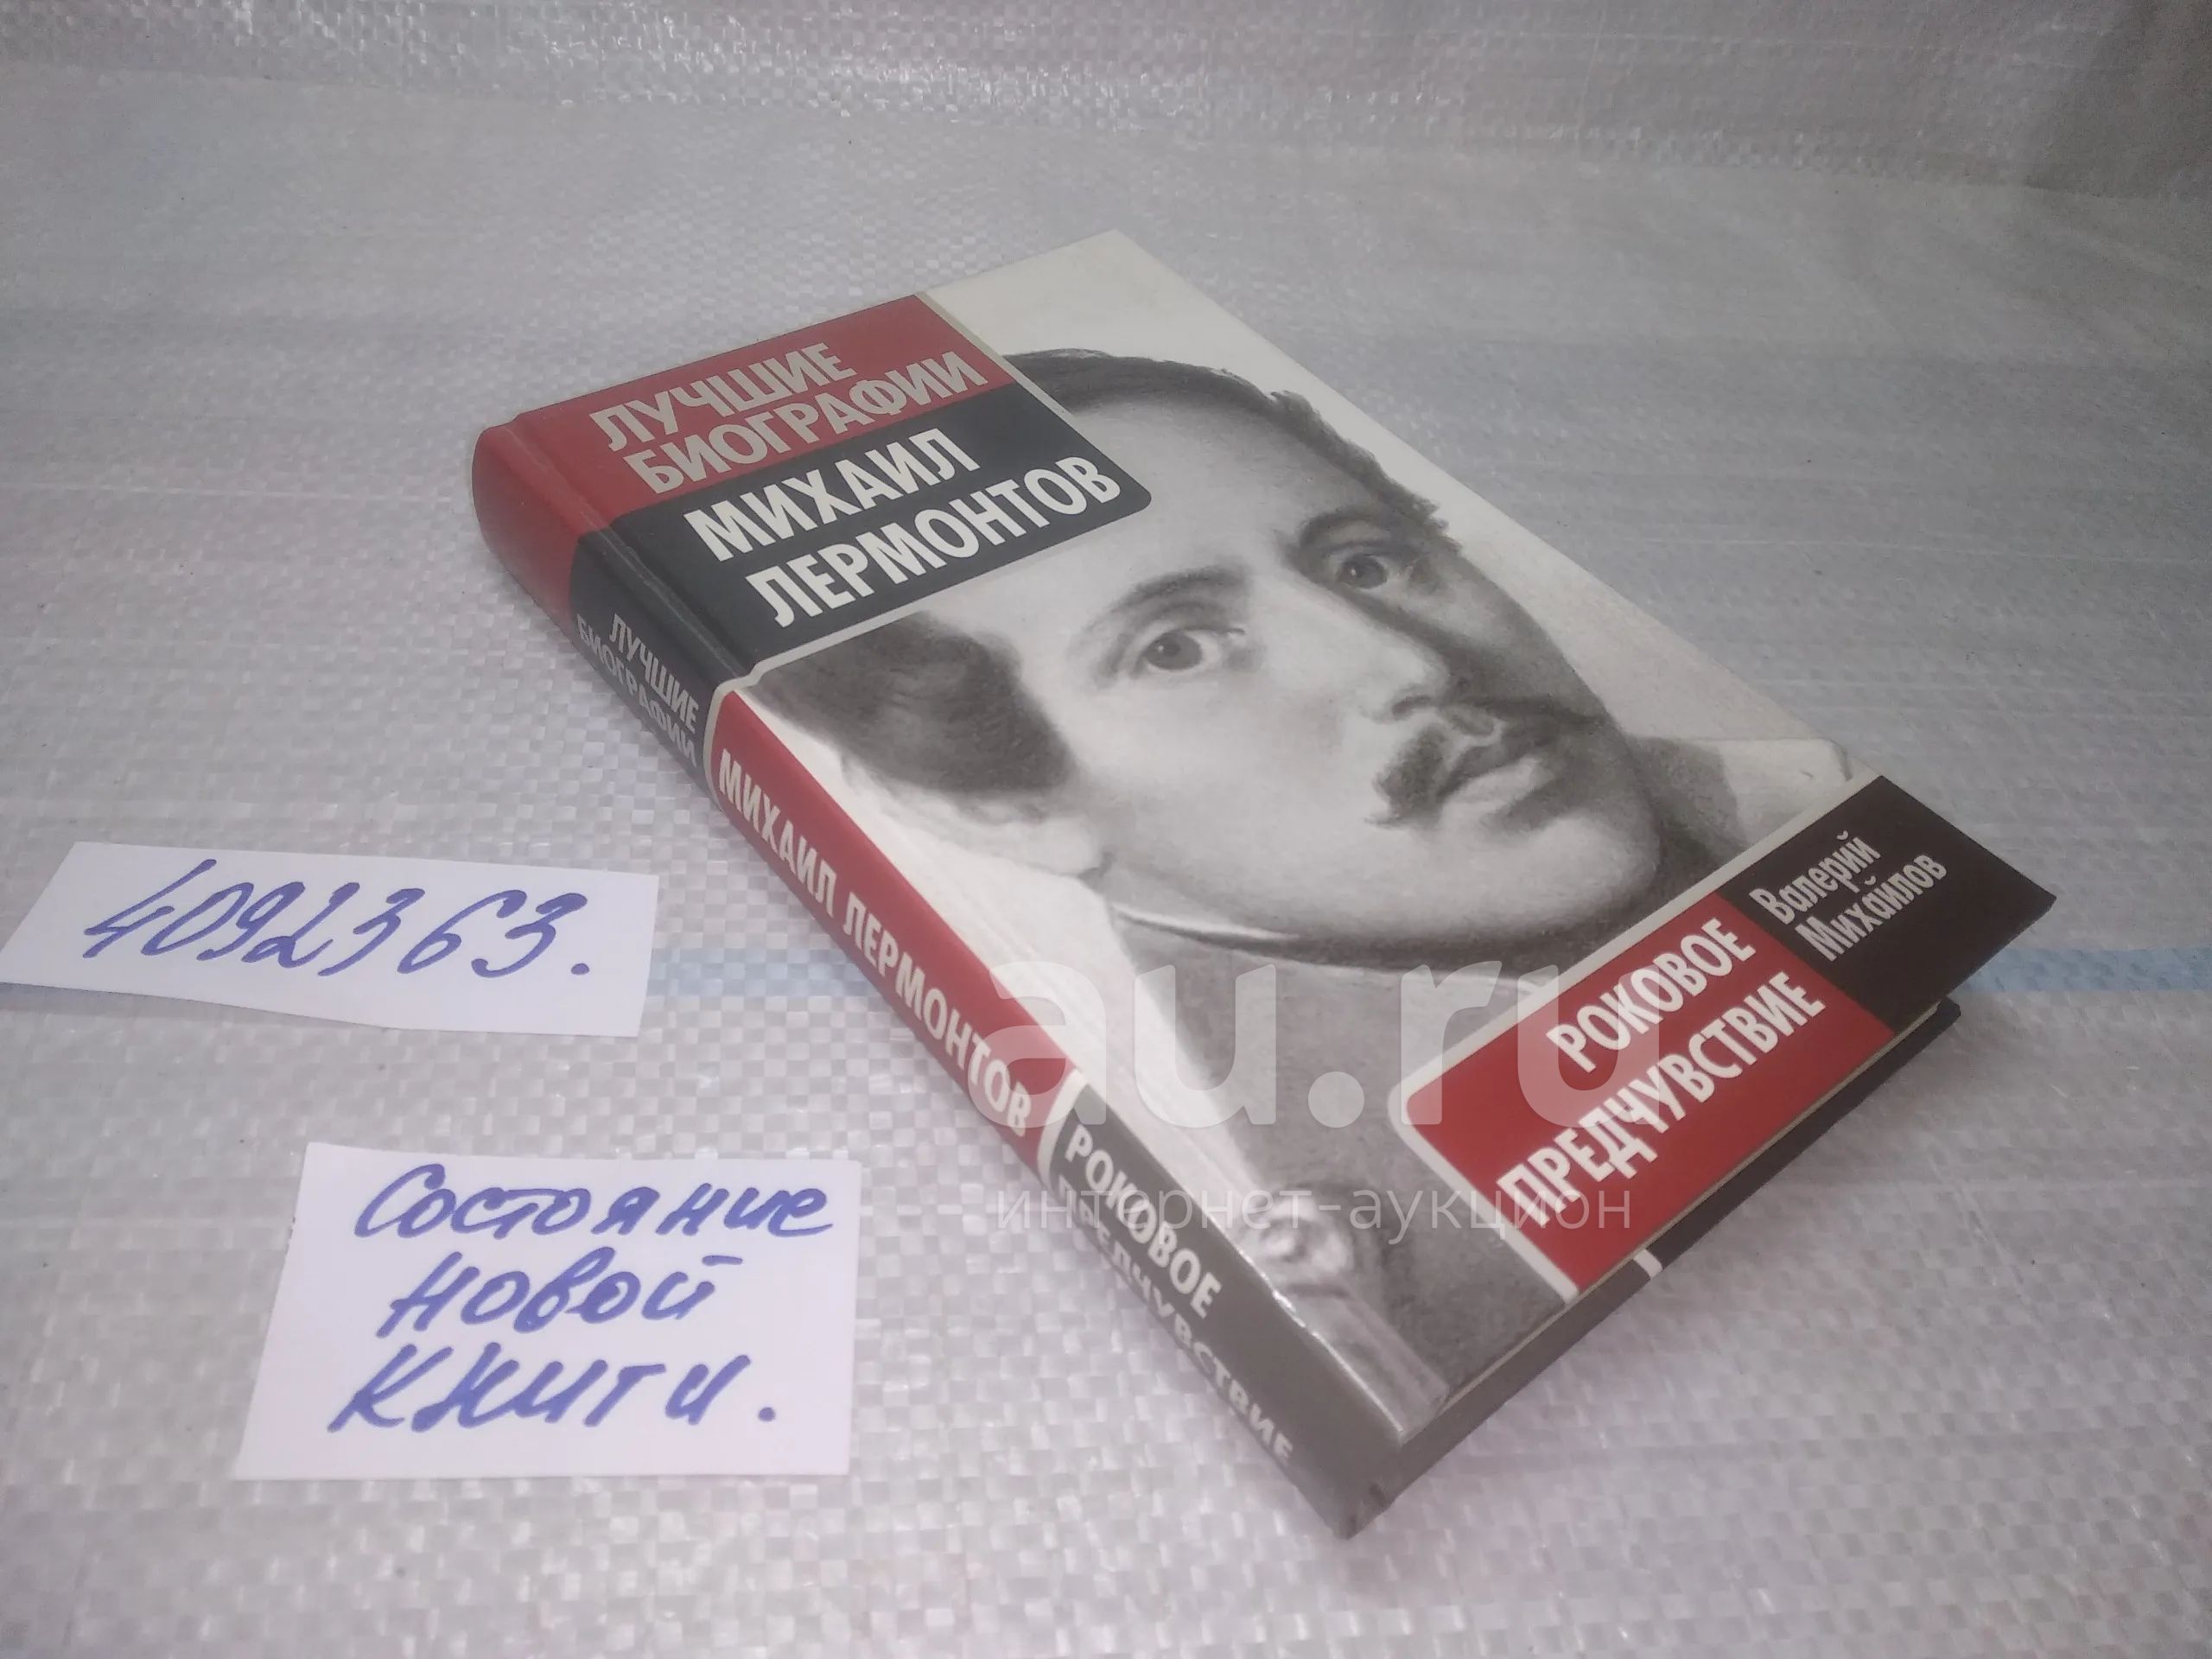 ЛУЧШИЕ
БИОГРАФИИ
МИХАИЛ
ЛЕРМОНТОВ
Валерий
Михайлов
РОКОВОЕ
ПРЕДЧУВСТВИЕ
ЛУЧШИЕ
БИОГРАФИИ
МИХАИЛ ЛЕРМОНТОВ
РОКОВОЕ
ПРЕДЧУВСТВИЕ
4092363.
Состояние
новой
книги.
au.ru
интернет-аукцион